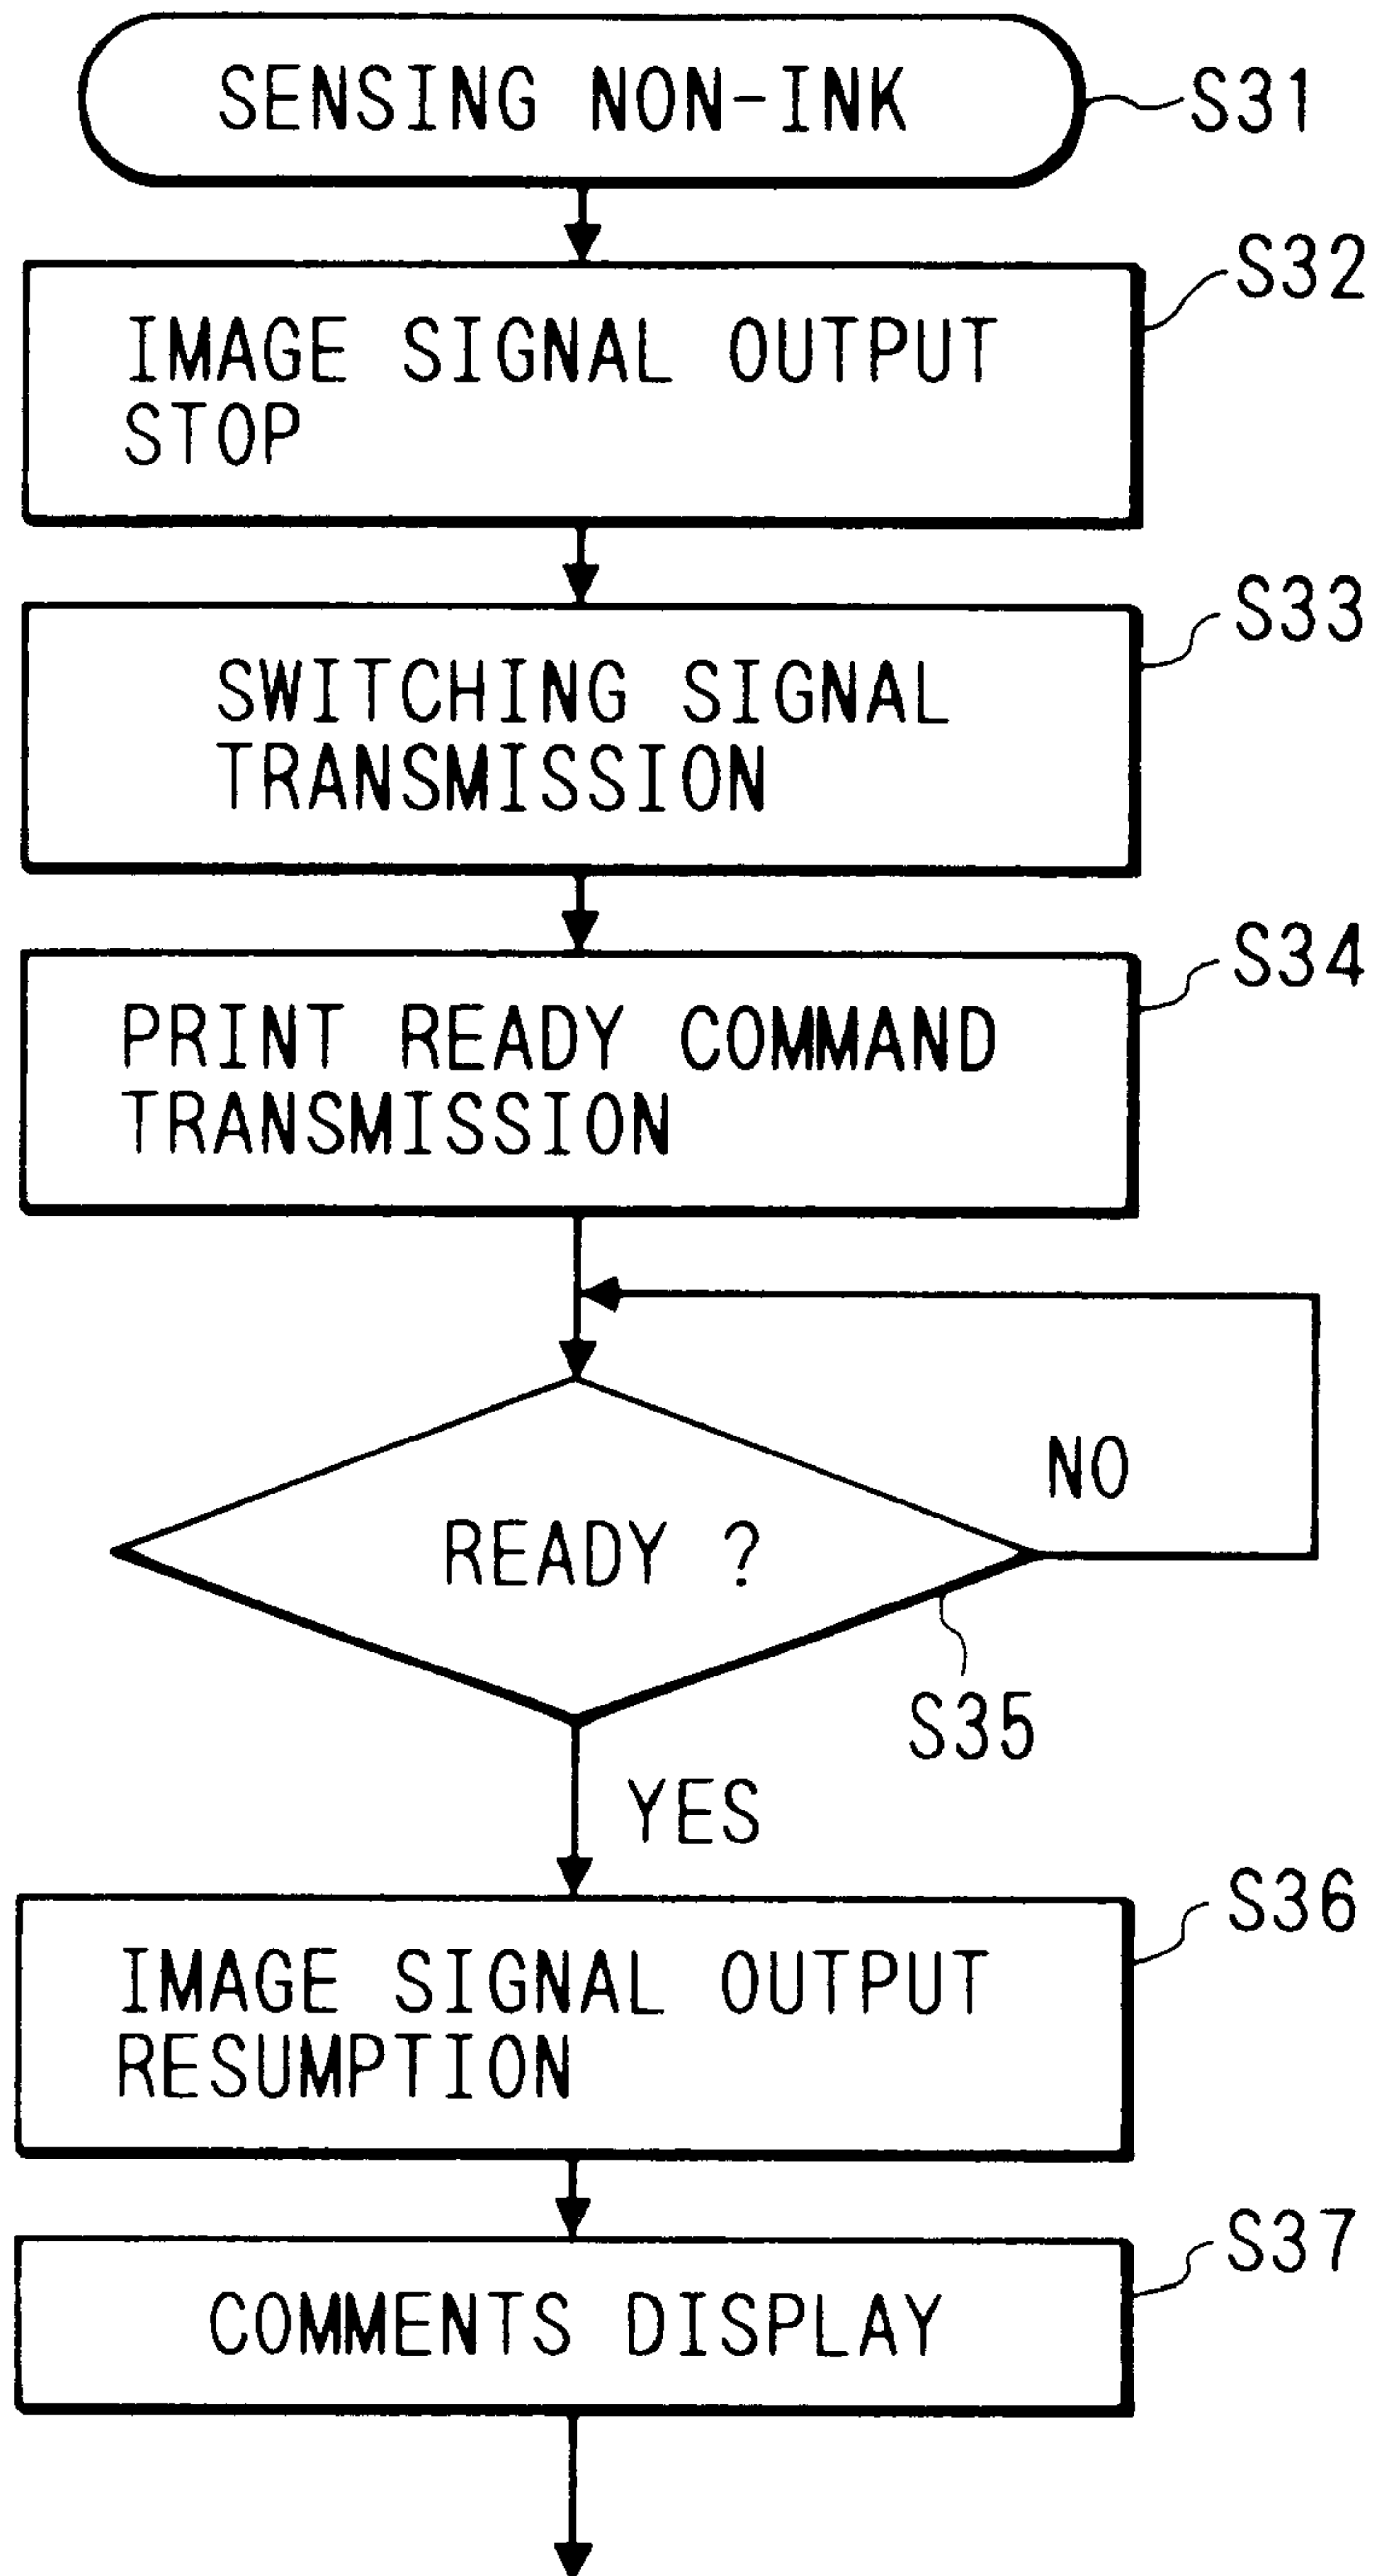 SENSING NON-INK
S31
S32
IMAGE SIGNAL OUTPUT
STOP
S33
SWITCHING SIGNAL
TRANSMISSION
S34
PRINT READY COMMAND
TRANSMISSION
NO
READY ?
S35
YES
S36
IMAGE SIGNAL OUTPUT
RESUMPTION
S37
COMMENTS DISPLAY